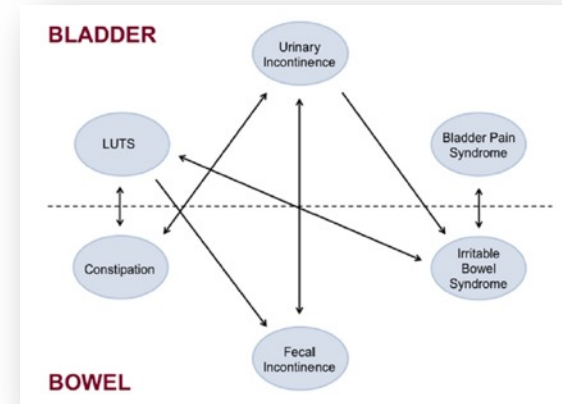 BLADDER
Urinary
Incontinence
LUTS
Bladder Pain
Syndrome
Constipation
Irritable
Bowel
Syndrome
Fecal
Incontinence
BOWEL